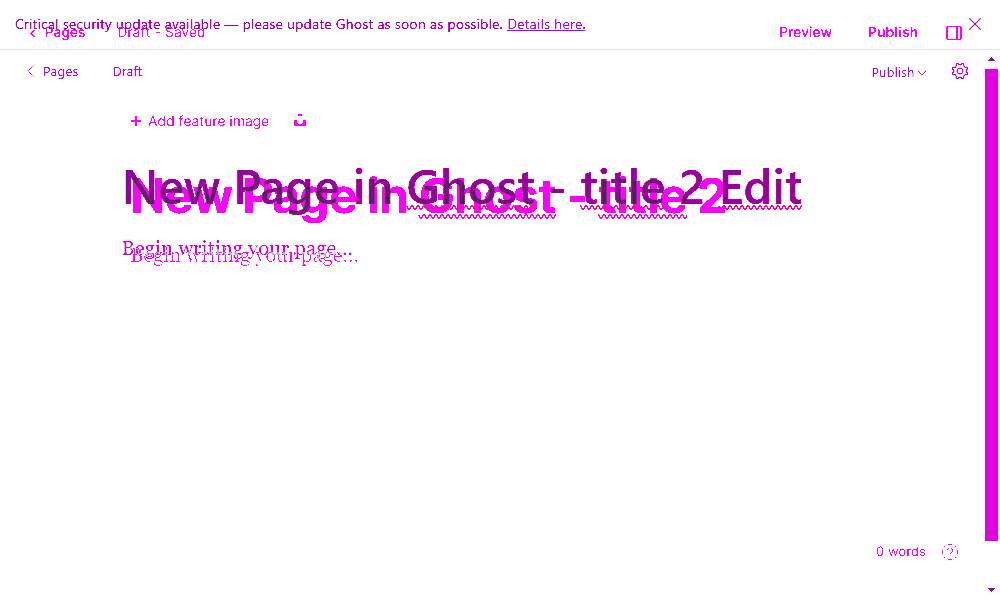 Critical security update available — please update Ghost as soon as possible. Details here.
Pages Draft - Saved Preview Publish
Pages Draft Publish
Add feature image
New Page in Ghost - title 2 Edit
New Page in Ghost - title 2
Begin writing your page...
Begin writing your page...
0 words